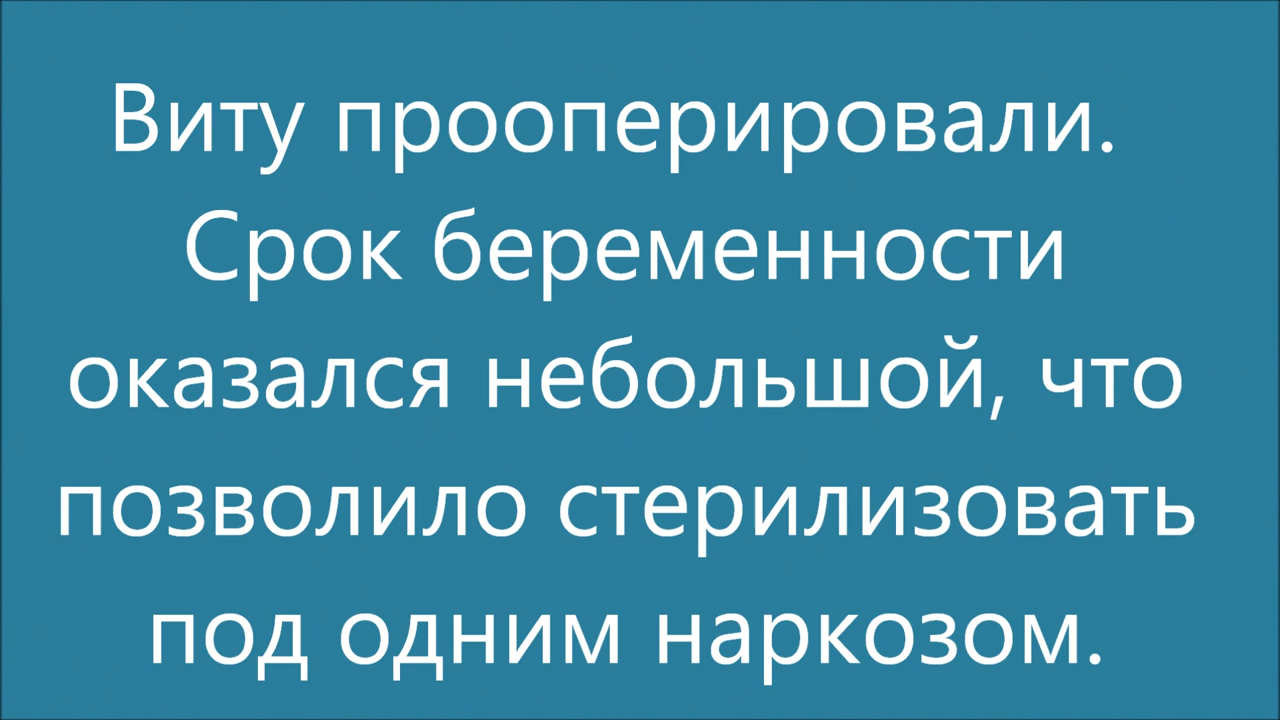 Виту прооперировали.
Срок беременности
оказался небольшой, что
позволило стерилизовать
под одним наркозом.